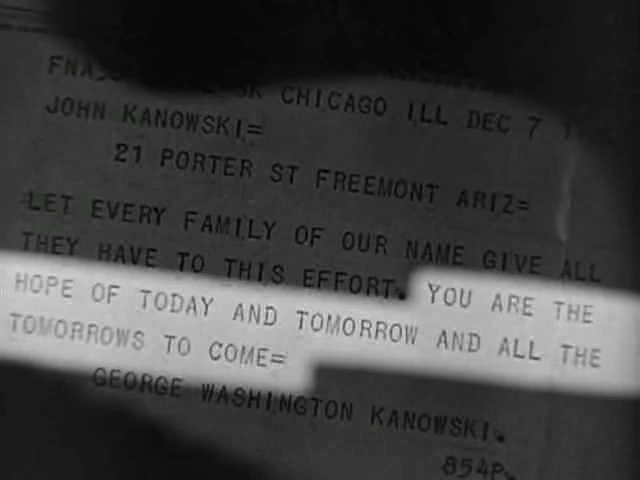 CHICAGO ILL DEC 7
JOHN KANOWSKI=
21 PORTER ST FREEMONT ARIZ=
LET EVERY FAMILY OF OUR NAME GIVE ALL
THEY HAVE TO THIS EFFORT. YOU ARE THE
HOPE OF TODAY AND TOMORROW AND ALL THE
TOMORROWS TO COME=
GEORGE WASHINGTON KANOWSKI.
854P.